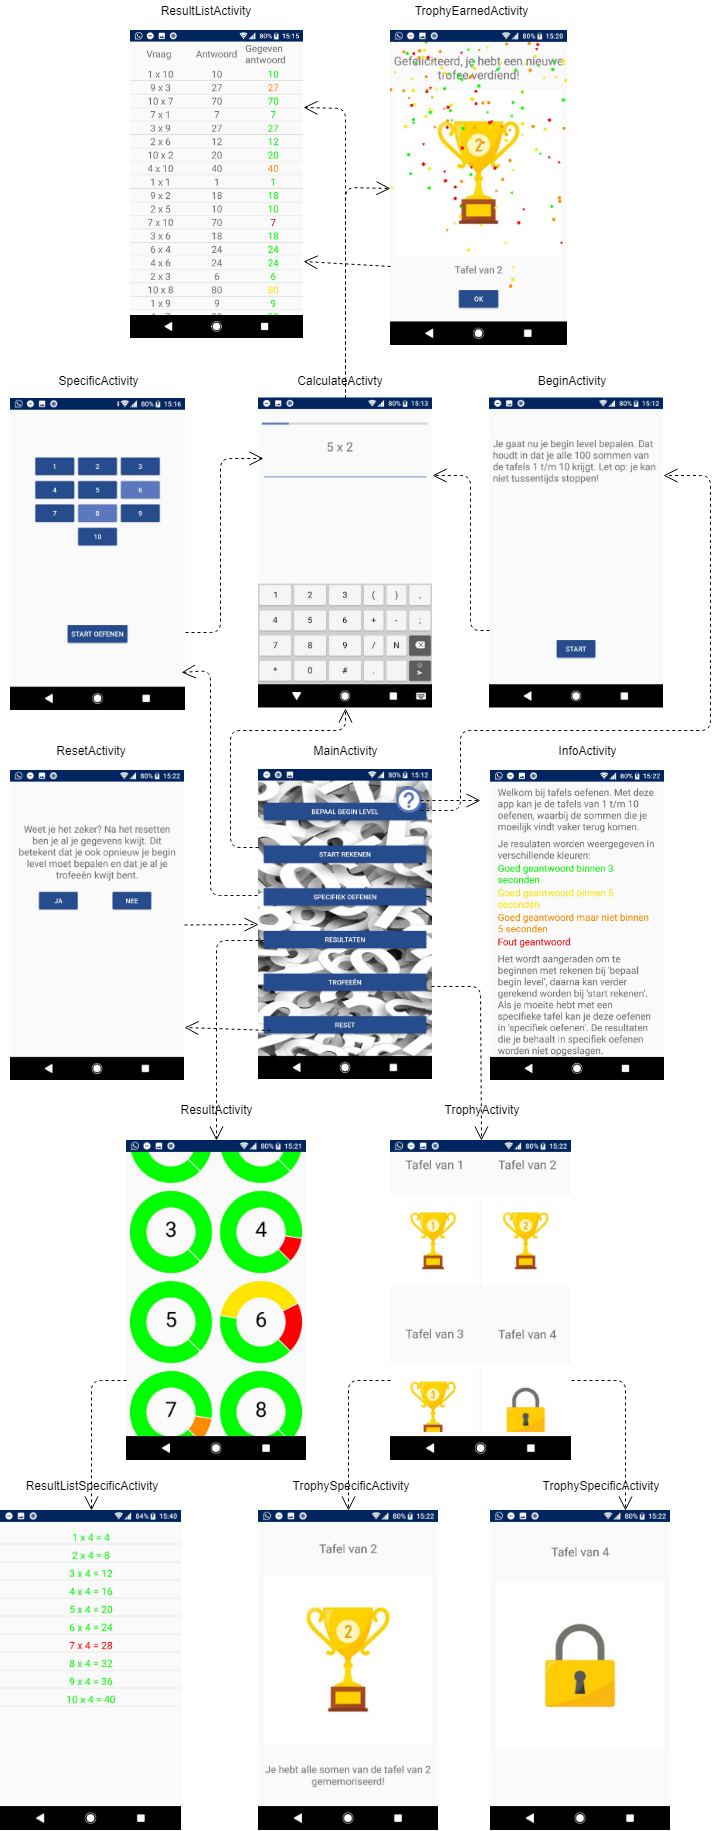 ResultListActivity
TrophyEarnedActivity
80% 15:15
Vraag Antwoord Gegeven antwoord
1 x 10 10 10
9 x 3 27 27
10 x 7 70 70
7 x 1 7 7
3 x 9 27 27
2 x 6 12 12
10 x 2 20 20
4 x 10 40 40
1 x 1 1 1
9 x 2 18 18
2 x 5 10 10
7 x 10 70 7
3 x 6 18 18
6 x 4 24 24
4 x 6 24 24
2 x 3 6 6
10 x 8 80 80
1 x 9 9 9
80% 15:20
Gefeliciteerd, je hebt een nieuwe
trofee verdiend!
2
Tafel van 2
OK
SpecificActivity
CalculateActivty
BeginActivity
80% 15:16
1 2 3
4 5 6
7 8 9
10
START OEFENEN
80% 15:13
5 x 2
1 2 3 ( ) ,
4 5 6 + - ;
7 8 9 / N
* 0 # .
80% 15:12
Je gaat nu je begin level bepalen. Dat
houdt in dat je alle 100 sommen van
de tafels 1 t/m 10 krijgt. Let op: je kan
niet tussentijds stoppen!
START
ResetActivity
MainActivity
InfoActivity
80% 15:22
Weet je het zeker? Na het resetten
ben je al je gegevens kwijt. Dit
betekent dat je ook opnieuw je begin
level moet bepalen en dat je al je
trofeeën kwijt bent.
JA NEE
80% 15:12
?
BEPAAL BEGIN LEVEL
START REKENEN
SPECIFIEK OEFENEN
RESULTATEN
TROFEEËN
RESET
80% 15:22
Welkom bij tafels oefenen. Met deze
app kan je de tafels van 1 t/m 10
oefenen, waarbij de sommen die je
moeilijk vindt vaker terug komen.
Je resulaten worden weergegeven in
verschillende kleuren:
Goed geantwoord binnen 3
seconden
Goed geantwoord binnen 5
seconden
Goed geantwoord maar niet binnen
5 seconden
Fout geantwoord
Het wordt aangeraden om te
beginnen met rekenen bij 'bepaal
begin level', daarna kan verder
gerekend worden bij 'start rekenen'.
Als je moeite hebt met een
specifieke tafel kan je deze oefenen
in 'specifiek oefenen'. De resultaten
die je behaalt in specifiek oefenen
worden niet opgeslagen.
ResultActivity
TrophyActivity
80% 15:21
3 4
5 6
7 8
80% 15:22
Tafel van 1 Tafel van 2
1 2
Tafel van 3 Tafel van 4
3
ResultListSpecificActivity
TrophySpecificActivity
TrophySpecificActivity
84% 15:40
1 x 4 = 4
2 x 4 = 8
3 x 4 = 12
4 x 4 = 16
5 x 4 = 20
6 x 4 = 24
7 x 4 = 28
8 x 4 = 32
9 x 4 = 36
10 x 4 = 40
80% 15:22
Tafel van 2
2
Je hebt alle somen van de tafel van 2
gememoriseerd!
80% 15:22
Tafel van 4